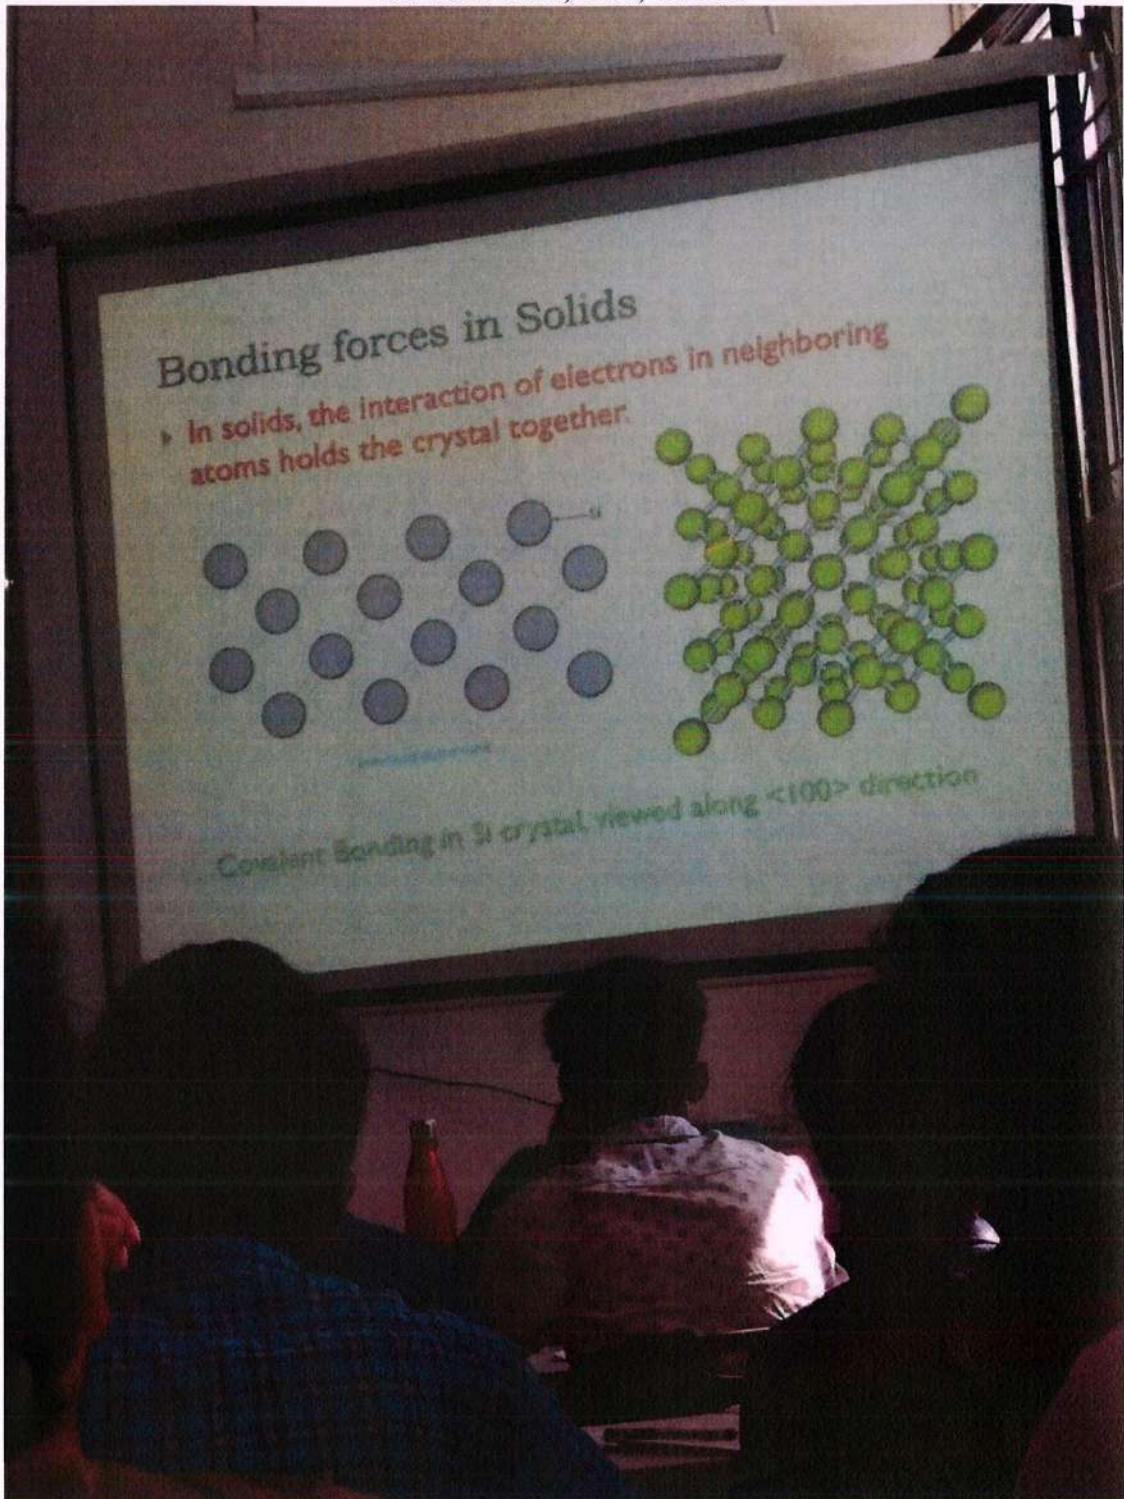 Bonding forces in Solids
In solids, the interaction of electrons in neighboring
atoms holds the crystal together.
Covalent Bonding in Si crystal, viewed along <100> direction